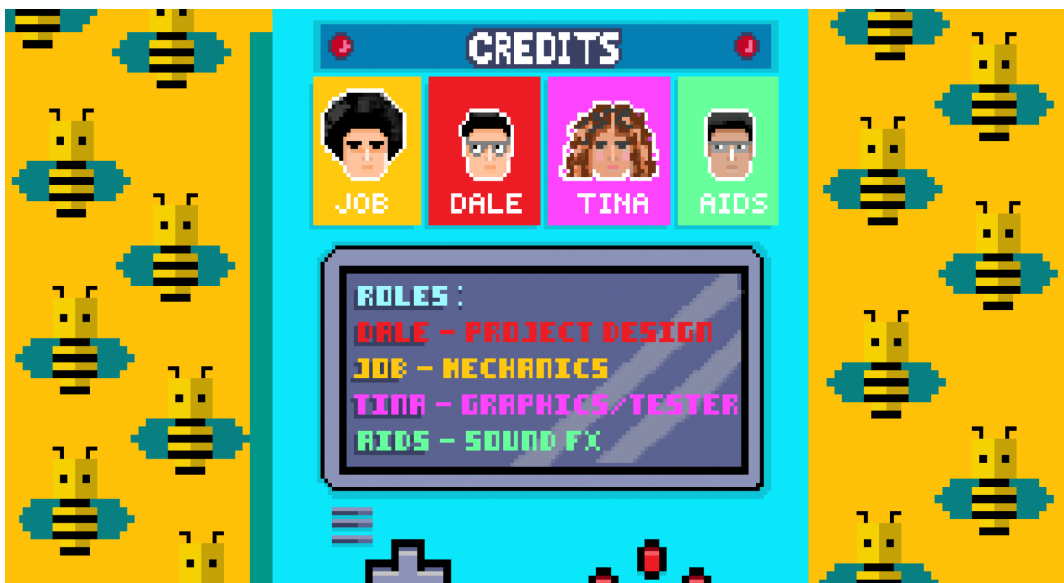 CREDITS
JOB DALE TINA AIDS
ROLES:
DALE - PROJECT DESIGN
JOB - MECHANICS
TINA - GRAPHICS/TESTER
AIDS - SOUND FX